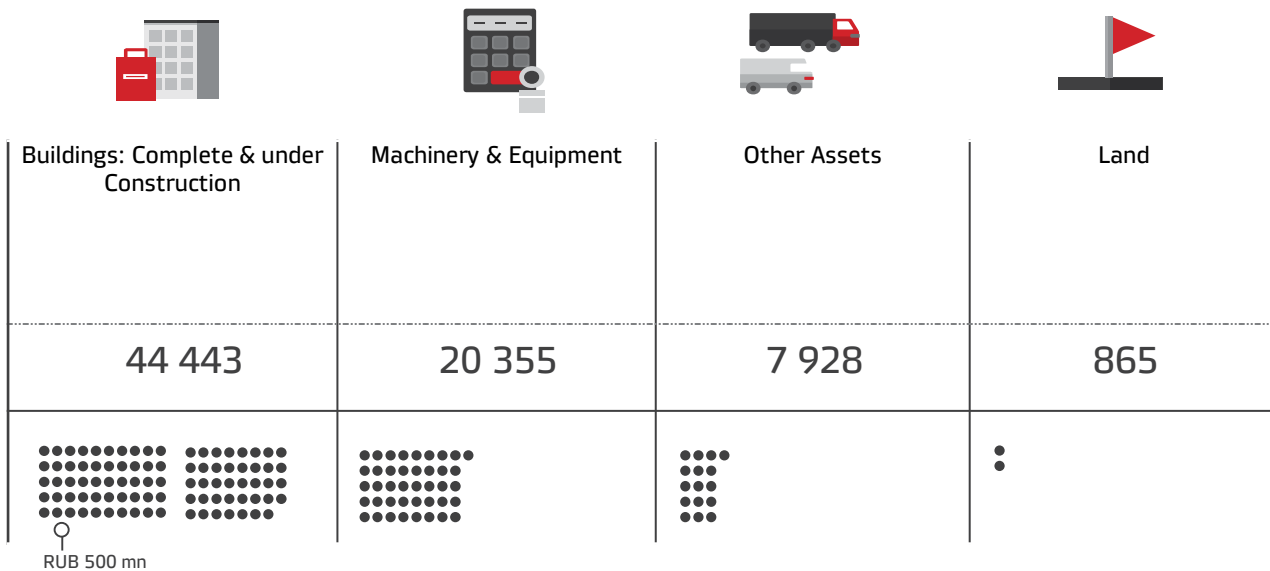 Buildings: Complete & under
Construction
Machinery & Equipment
Other Assets
Land
44 443
20 355
7 928
865
RUB 500 mn